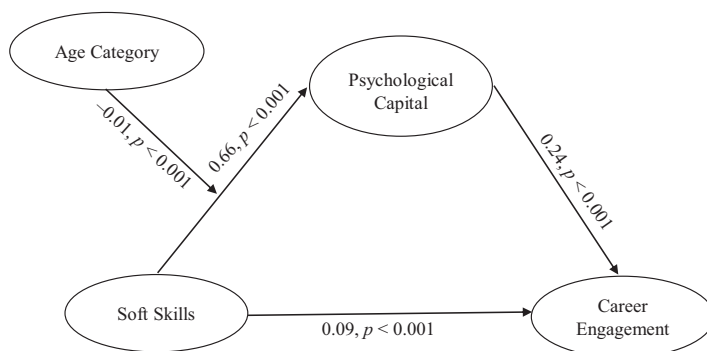 Age Category
Psychological
Capital
–0.01, p < 0.001
0.66, p < 0.001
0.24, p < 0.001
Soft Skills
0.09, p < 0.001
Career
Engagement